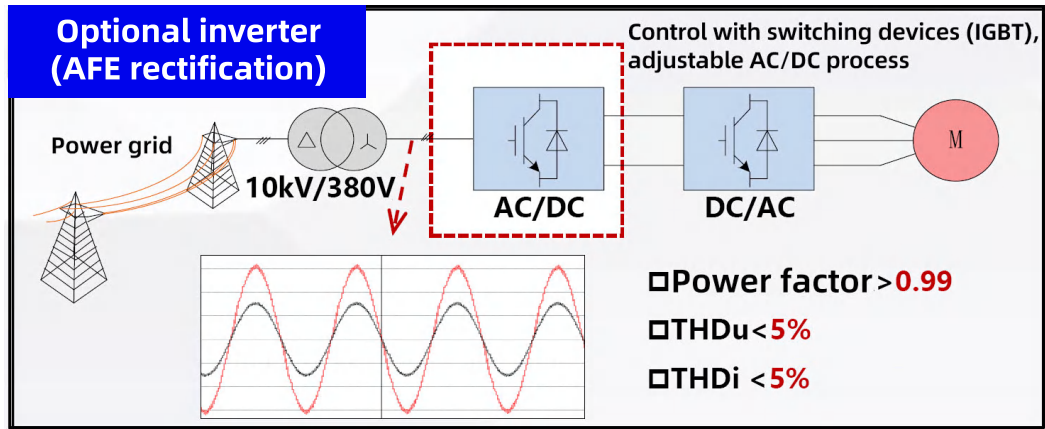 Optional inverter
(AFE rectification)
Control with switching devices (IGBT),
adjustable AC/DC process
Power grid
10kV/380V
AC/DC
DC/AC
M
Power factor>0.99
THDu<5%
THDi <5%